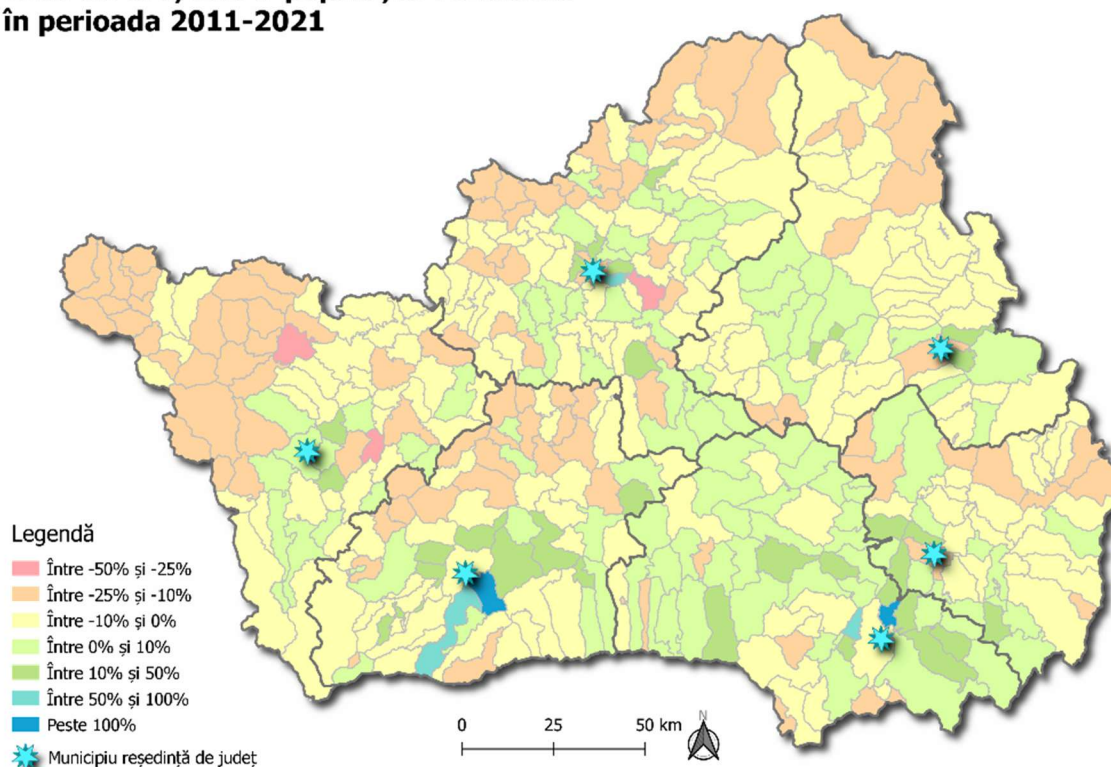 în perioada 2011-2021
Legendă
Între -50% și -25%
Între -25% și -10%
Între -10% și 0%
Între 0% și 10%
Între 10% și 50%
Între 50% și 100%
Peste 100%
Municipiu reședință de județ
0 25 50 km
N